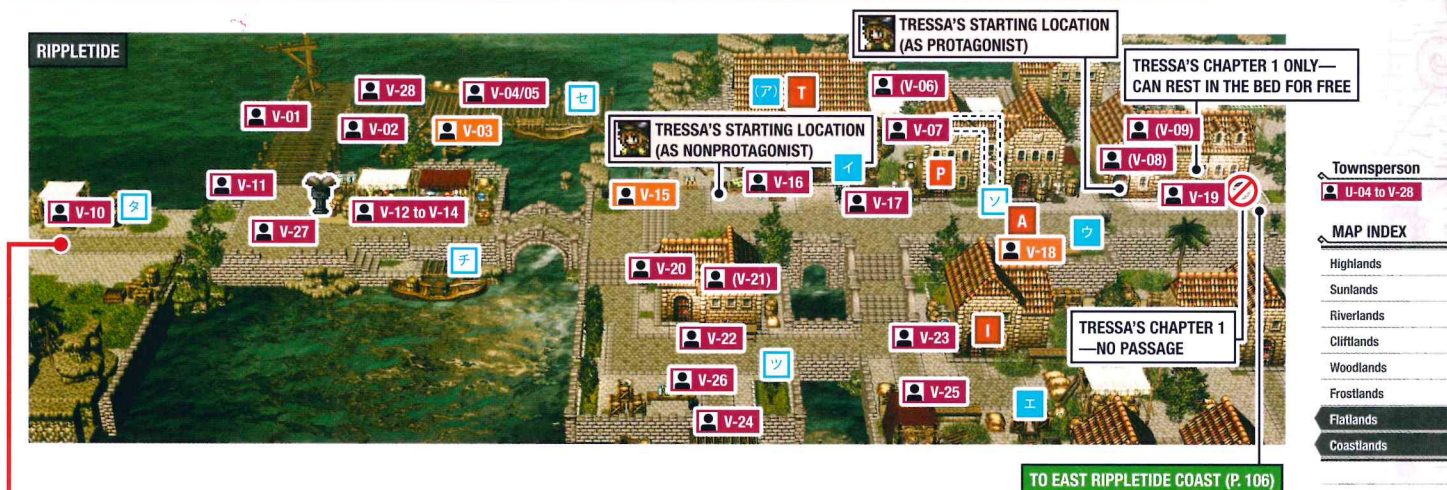 RIPPLETIDE
TRESSA'S STARTING LOCATION
(AS PROTAGONIST)
TRESSA'S CHAPTER 1 ONLY—
CAN REST IN THE BED FOR FREE
V-28
V-04/05
セ
(ア)
T
(V-06)
V-01
V-02
V-03
TRESSA'S STARTING LOCATION
(AS NONPROTAGONIST)
V-07
(V-09)
(V-08)
V-11
V-16
イ
P
V-10
タ
V-12 to V-14
V-15
V-17
ソ
V-19
V-27
A
ウ
V-18
チ
V-20
(V-21)
V-22
V-23
I
TRESSA'S CHAPTER 1
—NO PASSAGE
ツ
V-26
V-25
エ
V-24
TO EAST RIPPLETIDE COAST (P. 106)
Townsperson
U-04 to V-28
MAP INDEX
Highlands
Sunlands
Riverlands
Cliftlands
Woodlands
Frostlands
Flatlands
Coastlands